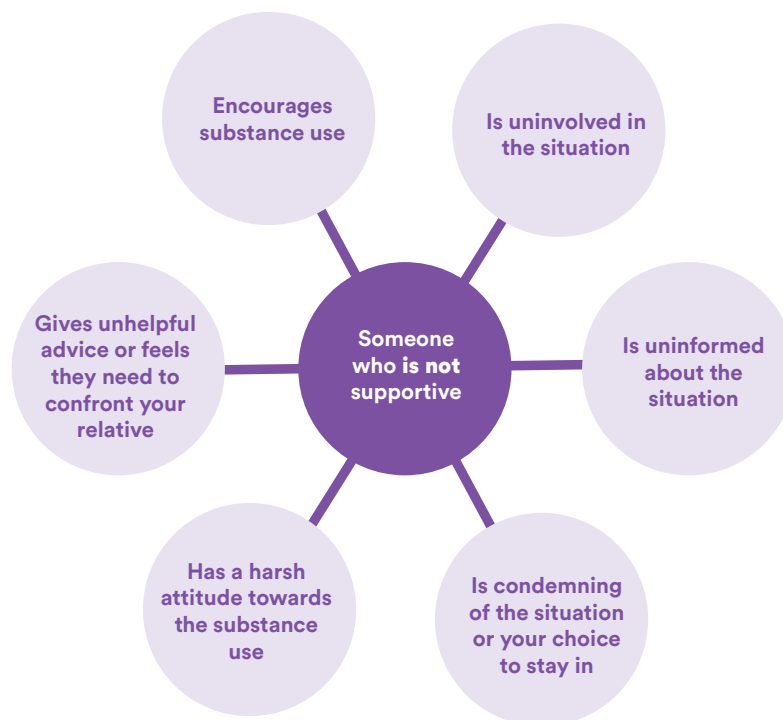 Encourages
substance use
Is uninvolved in
the situation
Gives unhelpful
advice or feels
they need to
confront your
relative
Someone
who is not
supportive
Is uninformed
about the
situation
Has a harsh
attitude towards
the substance
use
Is condemning
of the situation
or your choice
to stay in